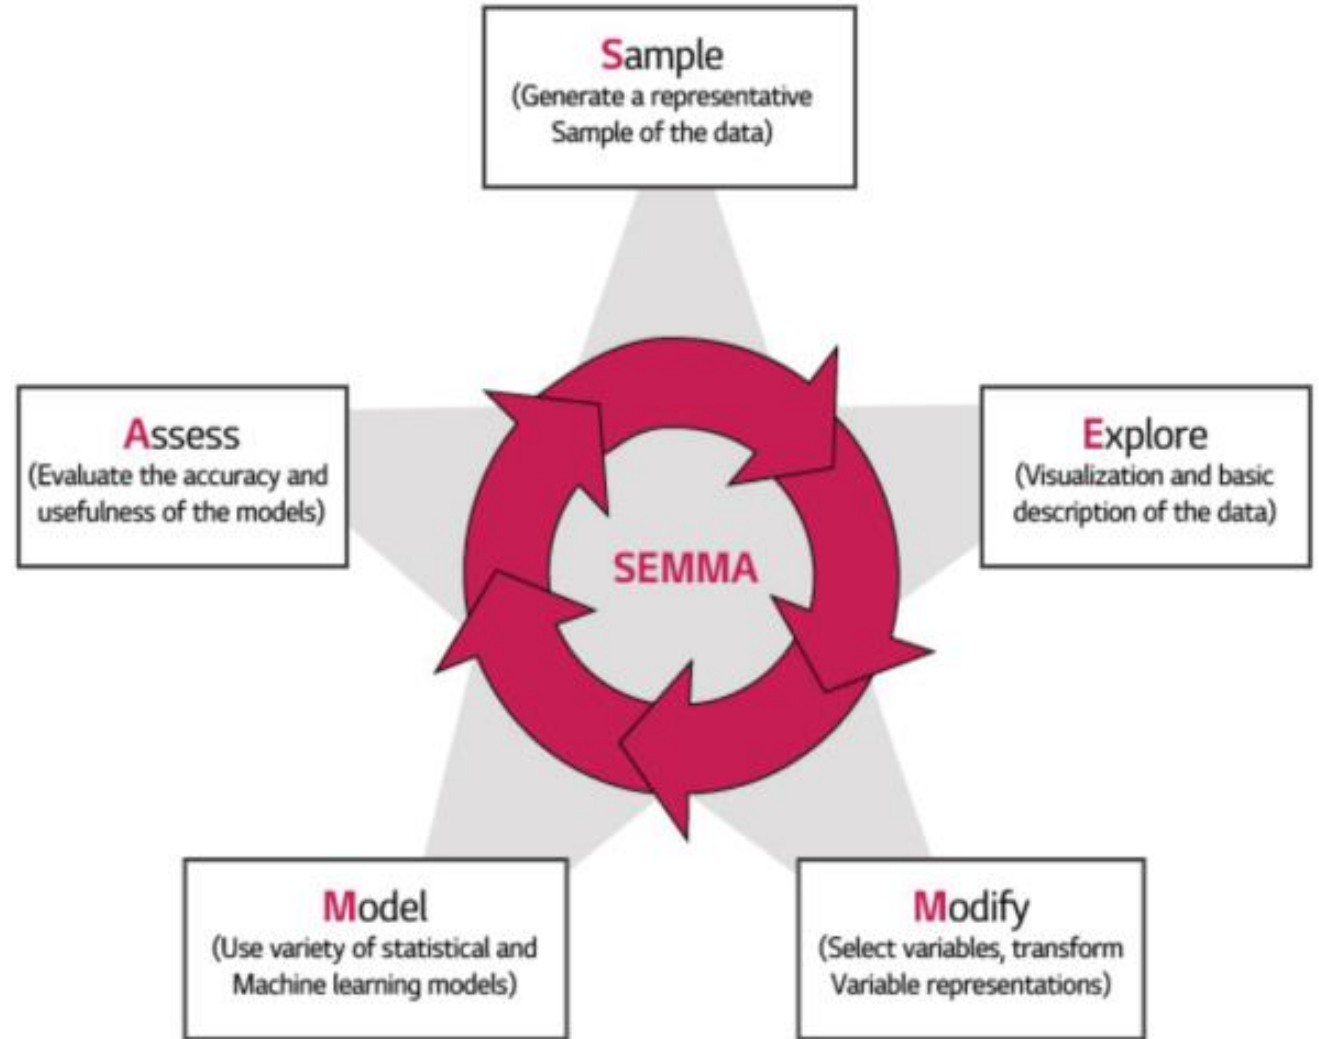 Sample
(Generate a representative
Sample of the data)
Assess
(Evaluate the accuracy and
usefulness of the models)
Explore
(Visualization and basic
description of the data)
SEMMA
Model
(Use variety of statistical and
Machine learning models)
Modify
(Select variables, transform
Variable representations)